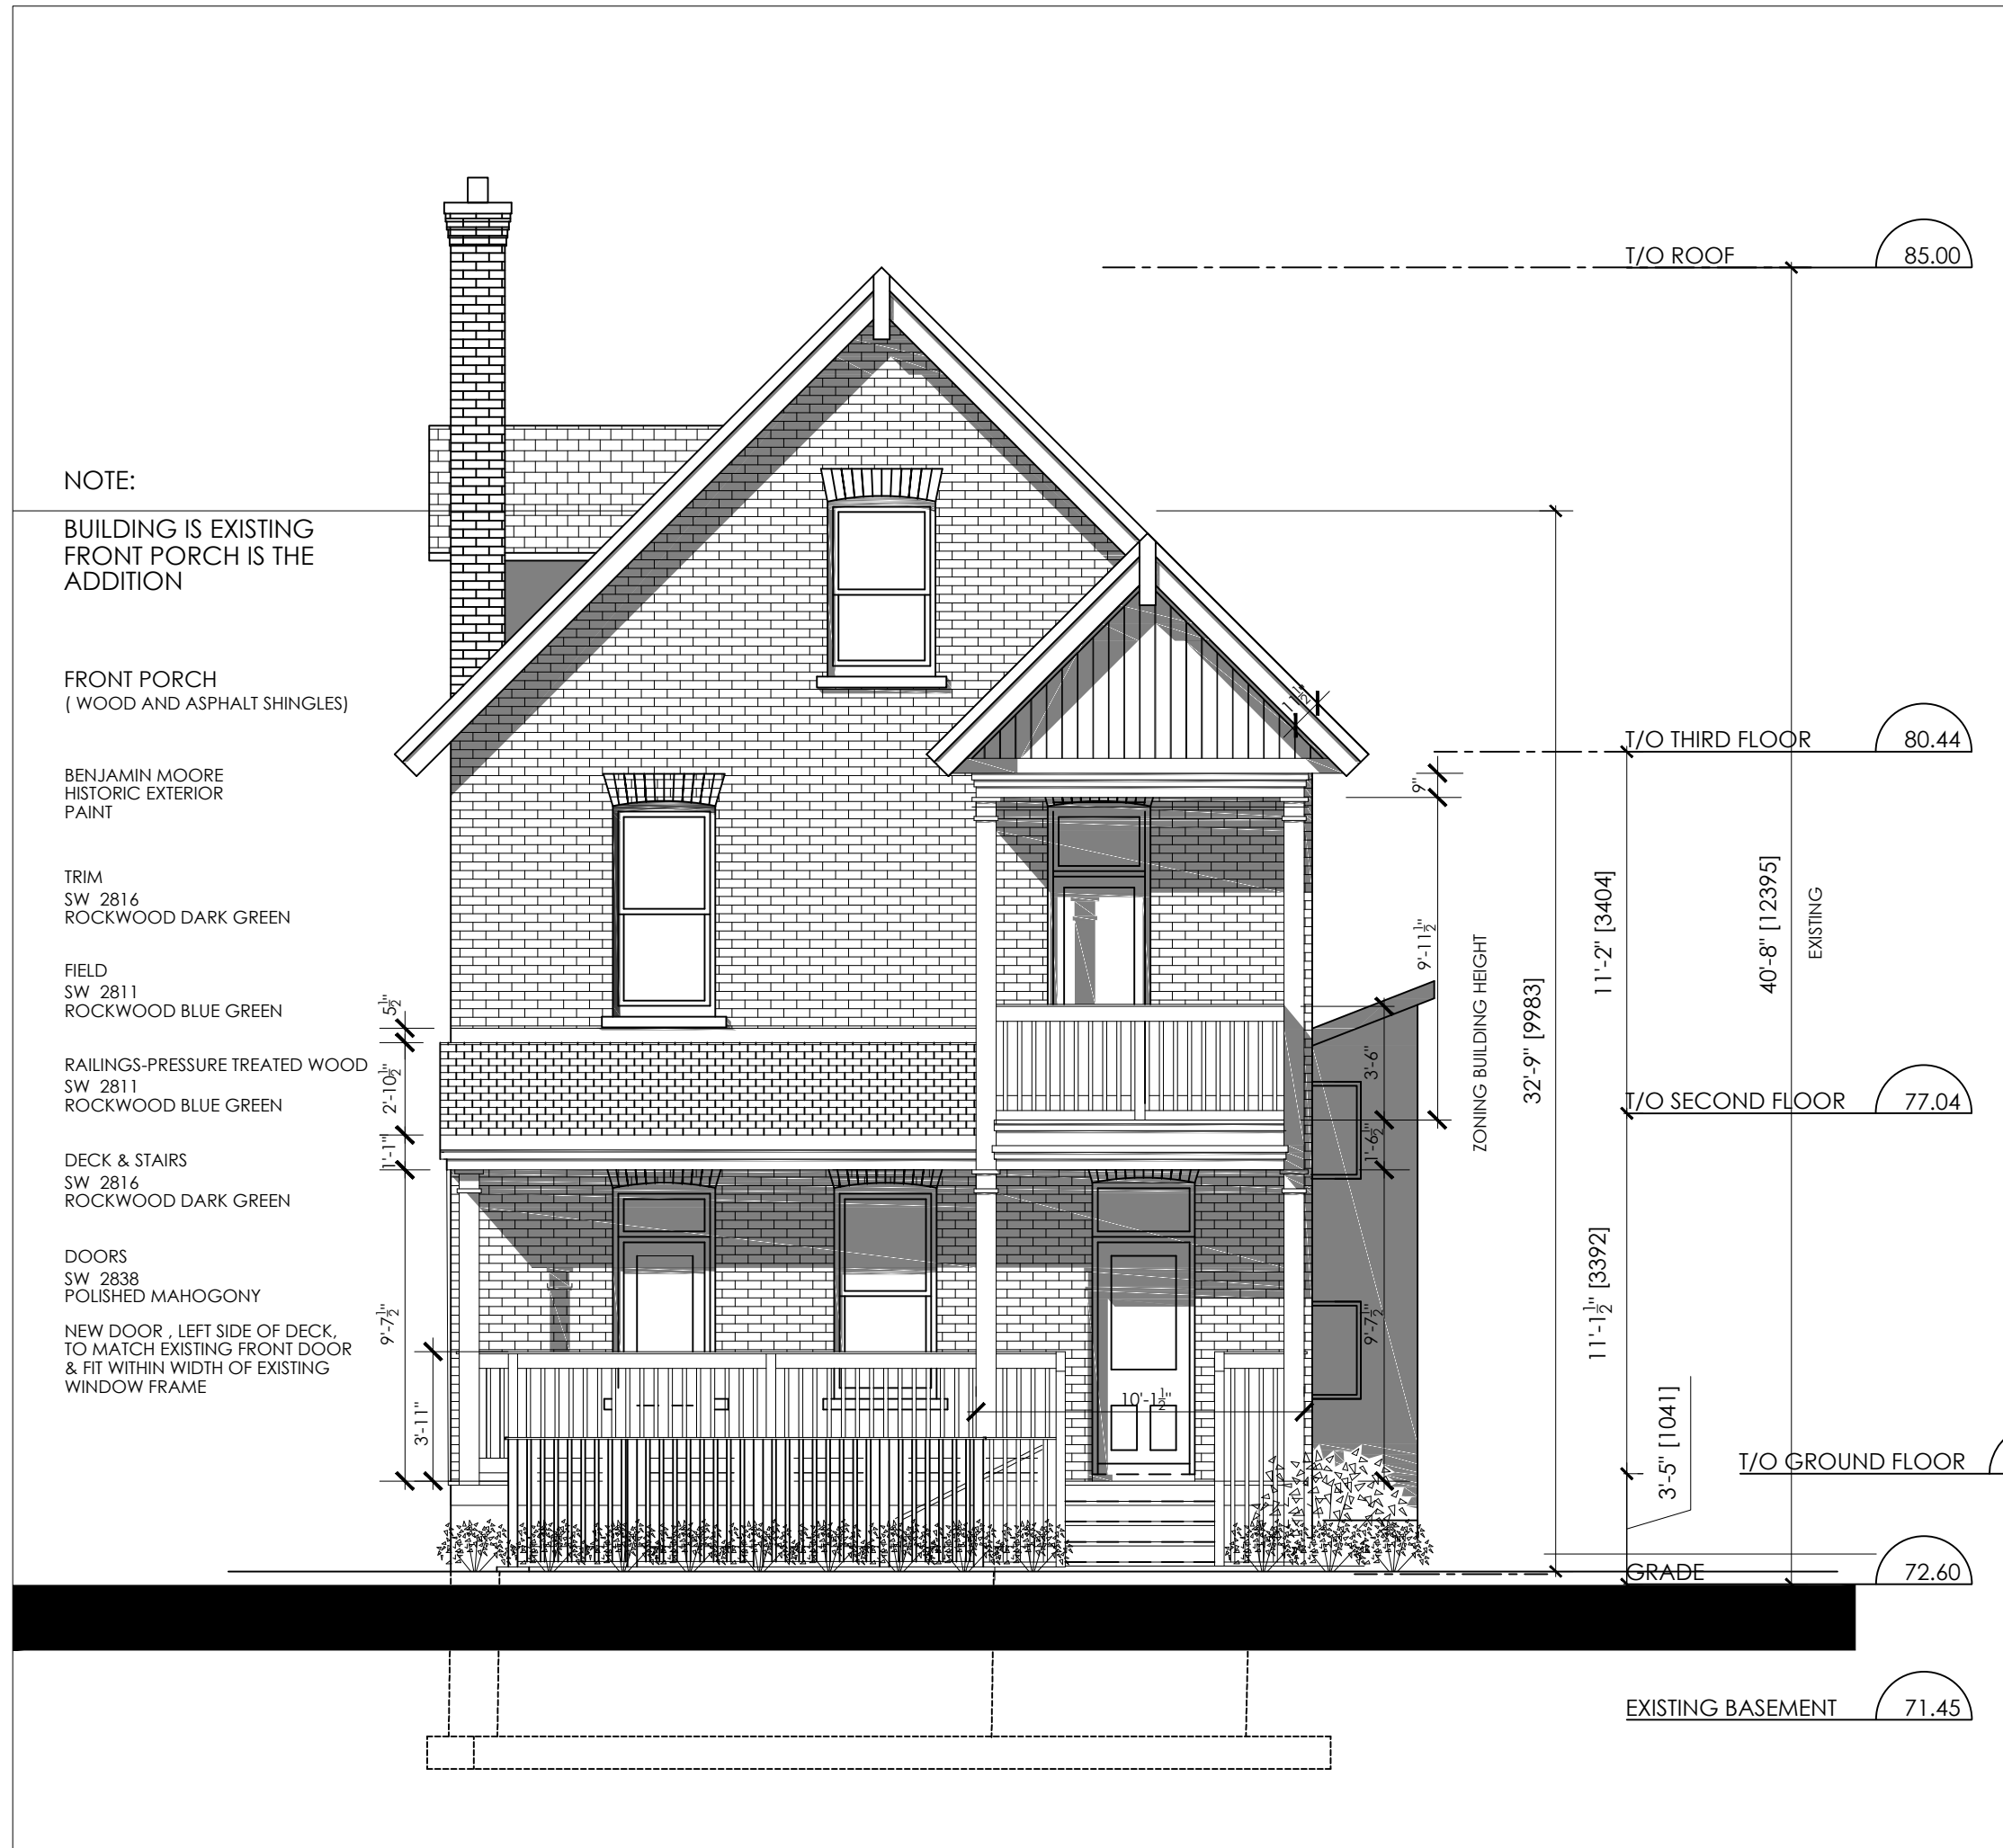 NOTE:
BUILDING IS EXISTING
FRONT PORCH IS THE
ADDITION
FRONT PORCH
( WOOD AND ASPHALT SHINGLES)
BENJAMIN MOORE
HISTORIC EXTERIOR
PAINT
TRIM
SW 2816
ROCKWOOD DARK GREEN
FIELD
SW 2811
ROCKWOOD BLUE GREEN
RAILINGS-PRESSURE TREATED WOOD
SW 2811
ROCKWOOD BLUE GREEN
DECK & STAIRS
SW 2816
ROCKWOOD DARK GREEN
DOORS
SW 2838
POLISHED MAHOGONY
NEW DOOR , LEFT SIDE OF DECK,
TO MATCH EXISTING FRONT DOOR
& FIT WITHIN WIDTH OF EXISTING
WINDOW FRAME
5½"
2'-10½"
1'-1"
9'-7½"
3'-11"
10'-1½"
11½"
9"
9'-11½"
3'-6"
1'-6½"
9'-7½"
ZONING BUILDING HEIGHT
32'-9" [9983]
11'-2" [3404]
11'-1½" [3392]
3'-5" [1041]
40'-8" [12395]
EXISTING
T/O ROOF 85.00
T/O THIRD FLOOR 80.44
T/O SECOND FLOOR 77.04
T/O GROUND FLOOR
GRADE 72.60
EXISTING BASEMENT 71.45